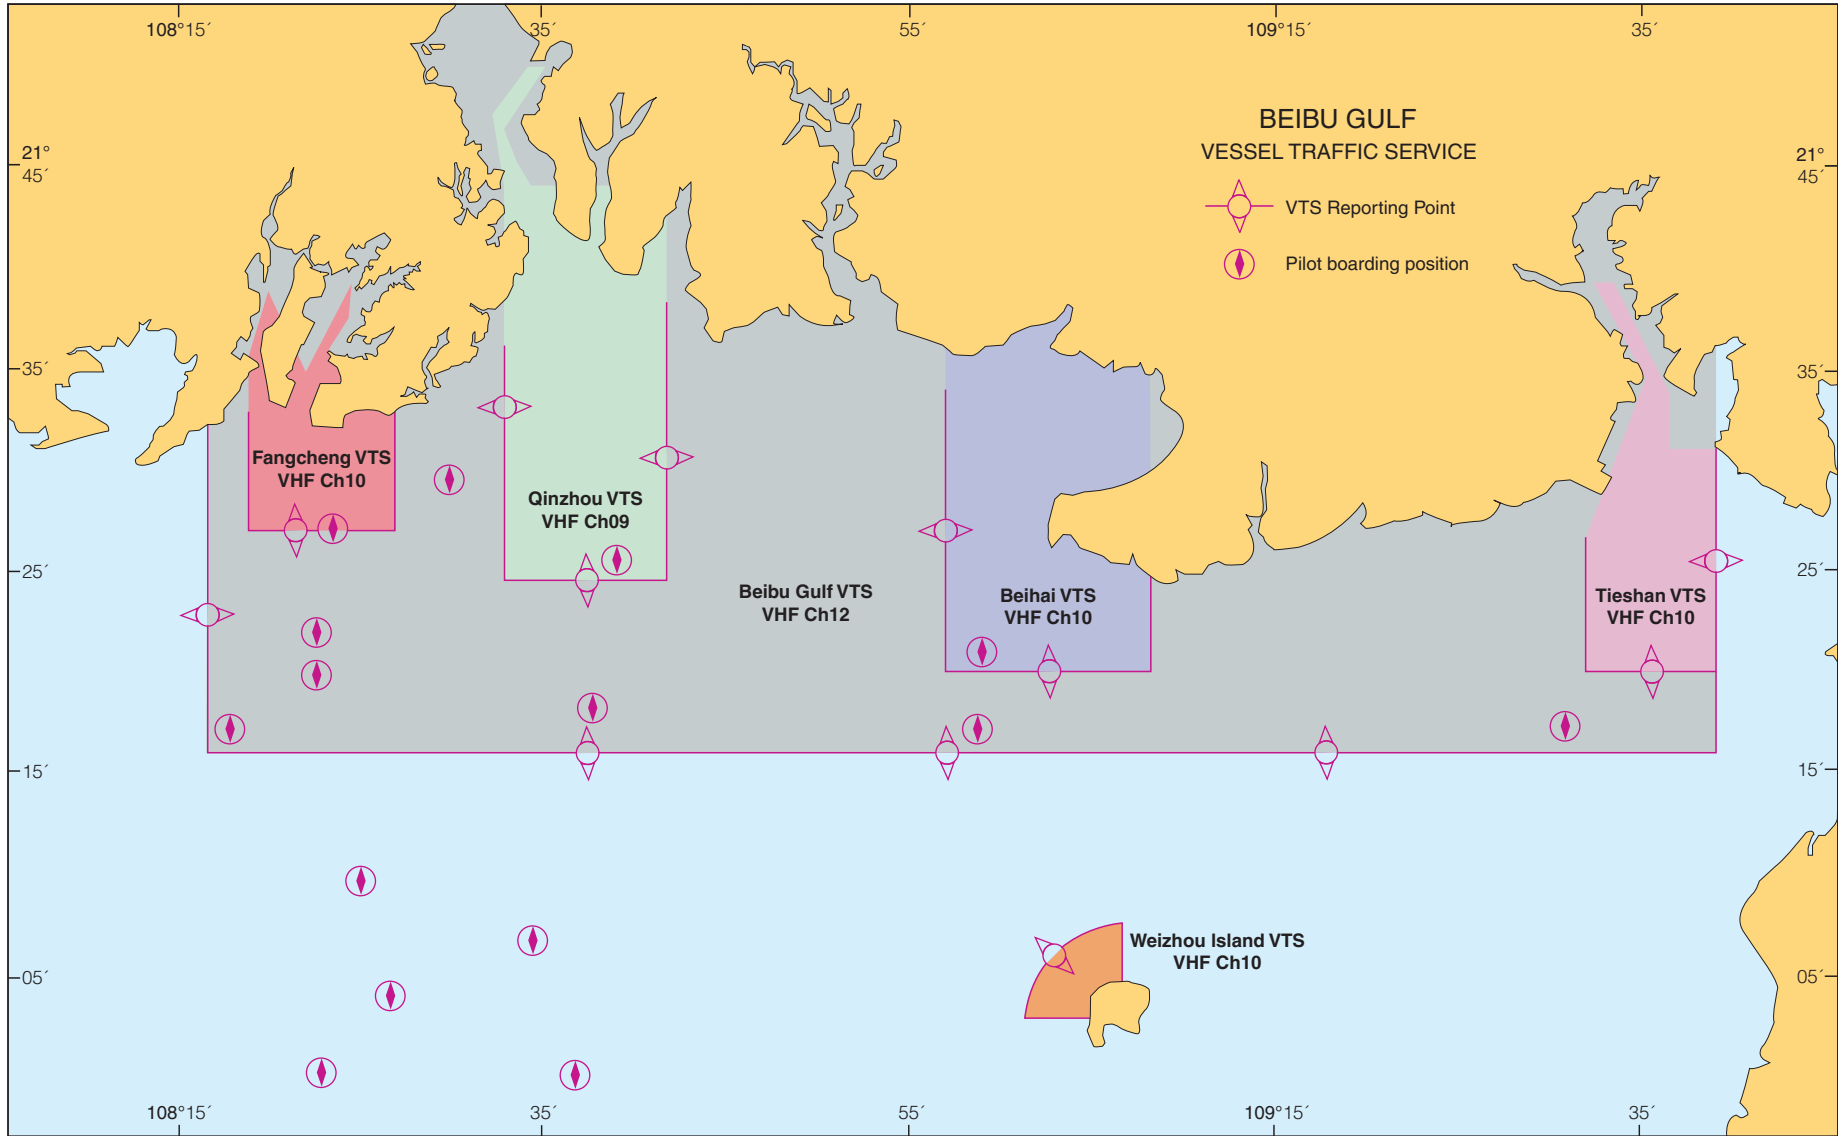 108°15´
35´
55´
109°15´
35´
BEIBU GULF
VESSEL TRAFFIC SERVICE
VTS Reporting Point
Pilot boarding position
21°
45´
21°
45´
35´
35´
Fangcheng VTS
VHF Ch10
Qinzhou VTS
VHF Ch09
25´
25´
Beibu Gulf VTS
VHF Ch12
Beihai VTS
VHF Ch10
Tieshan VTS
VHF Ch10
15´
15´
Weizhou Island VTS
VHF Ch10
05´
05´
108°15´
35´
55´
109°15´
35´